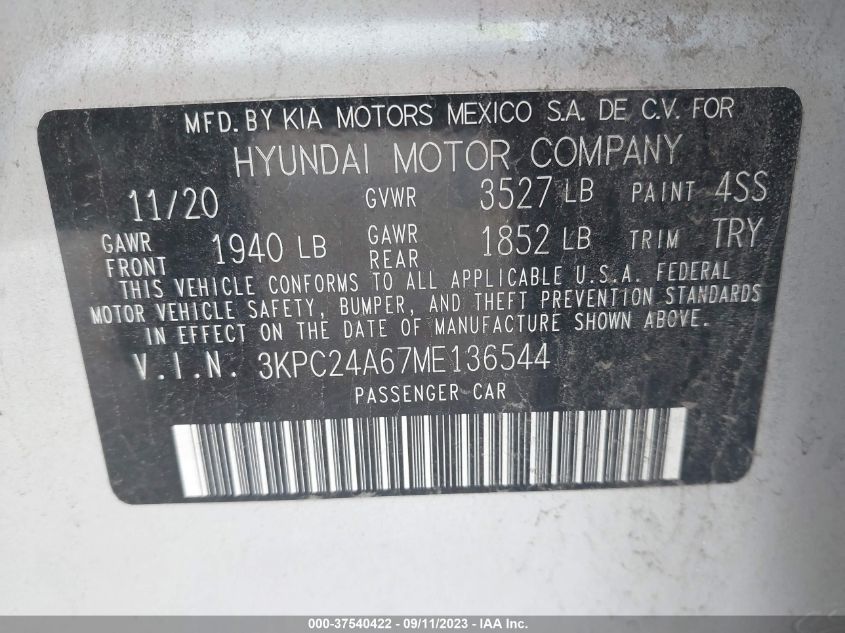 MFD. BY KIA MOTORS MEXICO S.A. DE C.V. FOR
HYUNDAI MOTOR COMPANY
11/20 GVWR 3527 LB PAINT 4SS
GAWR FRONT 1940 LB GAWR REAR 1852 LB TRIM TRY
THIS VEHICLE CONFORMS TO ALL APPLICABLE U.S.A. FEDERAL
MOTOR VEHICLE SAFETY, BUMPER, AND THEFT PREVENTION STANDARDS
IN EFFECT ON THE DATE OF MANUFACTURE SHOWN ABOVE.
V.I.N. 3KPC24A67ME136544
PASSENGER CAR
000-37540422 - 09/11/2023 - IAA Inc.